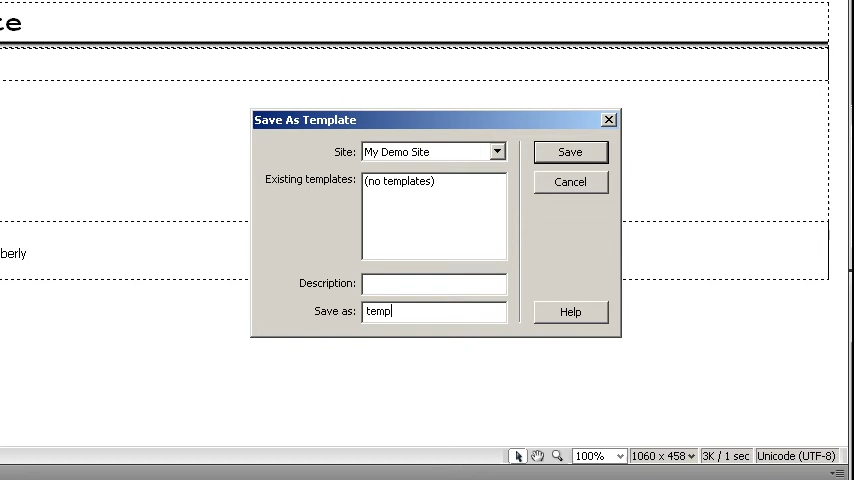 te
Save As Template
Site: My Demo Site
Save
Existing templates: (no templates)
Cancel
berly
Description:
Save as: temp
Help
100% 1060 x 458 3K / 1 sec Unicode (UTF-8)